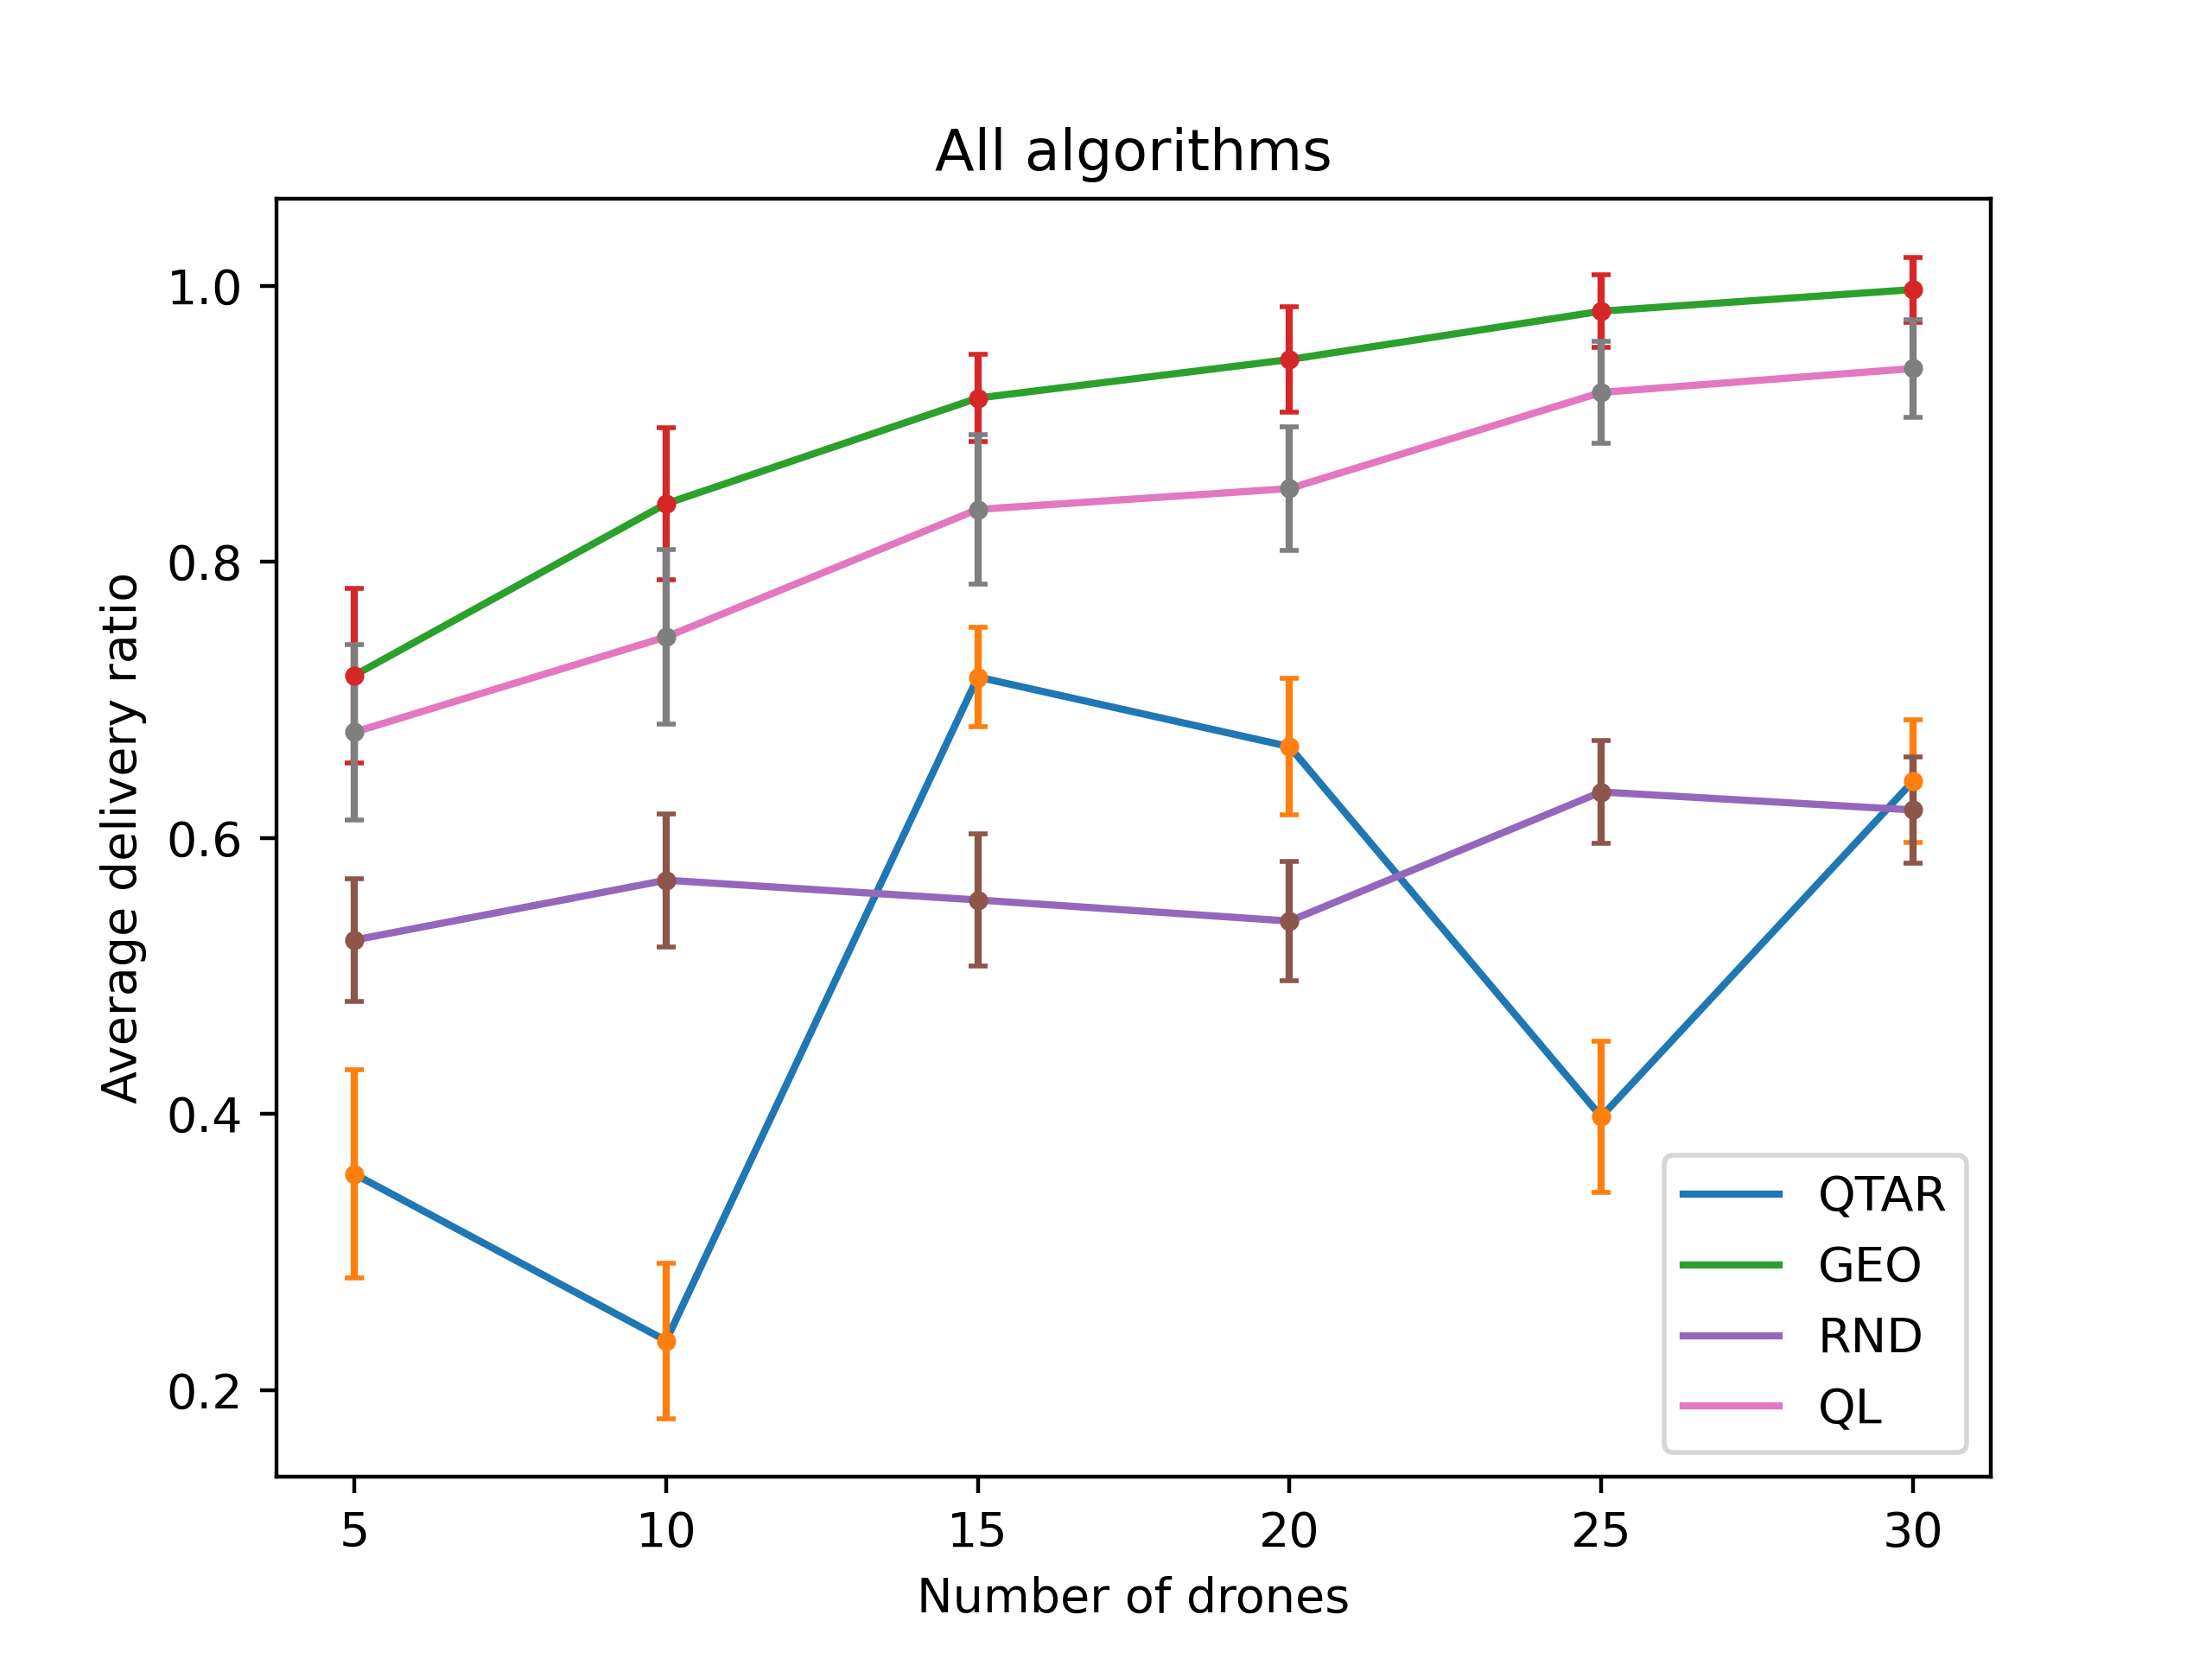 All algorithms
Average delivery ratio
1.0
0.8
0.6
0.4
0.2
5 10 15 20 25 30
Number of drones
QTAR
GEO
RND
QL